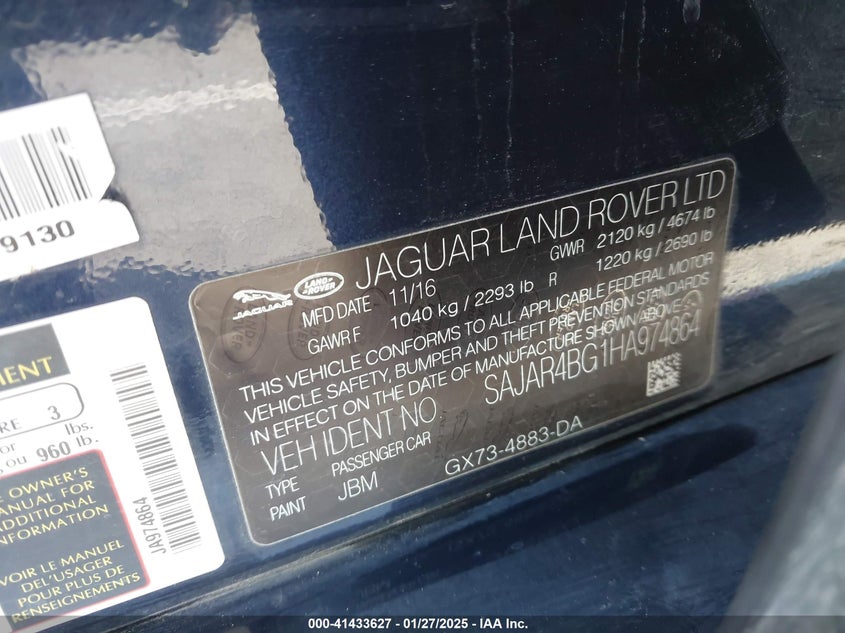 9130
JAGUAR
LAND
ROVER
JAGUAR LAND ROVER LTD
MFD DATE 11/16 GWR 2120 kg / 4674 lb
GAWR F 1040 kg / 2293 lb R 1220 kg / 2690 lb
THIS VEHICLE CONFORMS TO ALL APPLICABLE FEDERAL MOTOR
VEHICLE SAFETY, BUMPER AND THEFT PREVENTION STANDARDS
IN EFFECT ON THE DATE OF MANUFACTURE SHOWN ABOVE
VEH IDENT NO. SAJAR4BG1HA974864
TYPE PASSENGER CAR
PAINT JBM GX73-4883-DA
MENT
RE 3
lbs.
ou 960 lb.
E OWNER'S
MANUAL FOR
ADDITIONAL
INFORMATION
VOIR LE MANUEL
DE L'USAGER
POUR PLUS DE
RENSEIGNEMENTS
JA974864
000-41433627 - 01/27/2025 - IAA Inc.